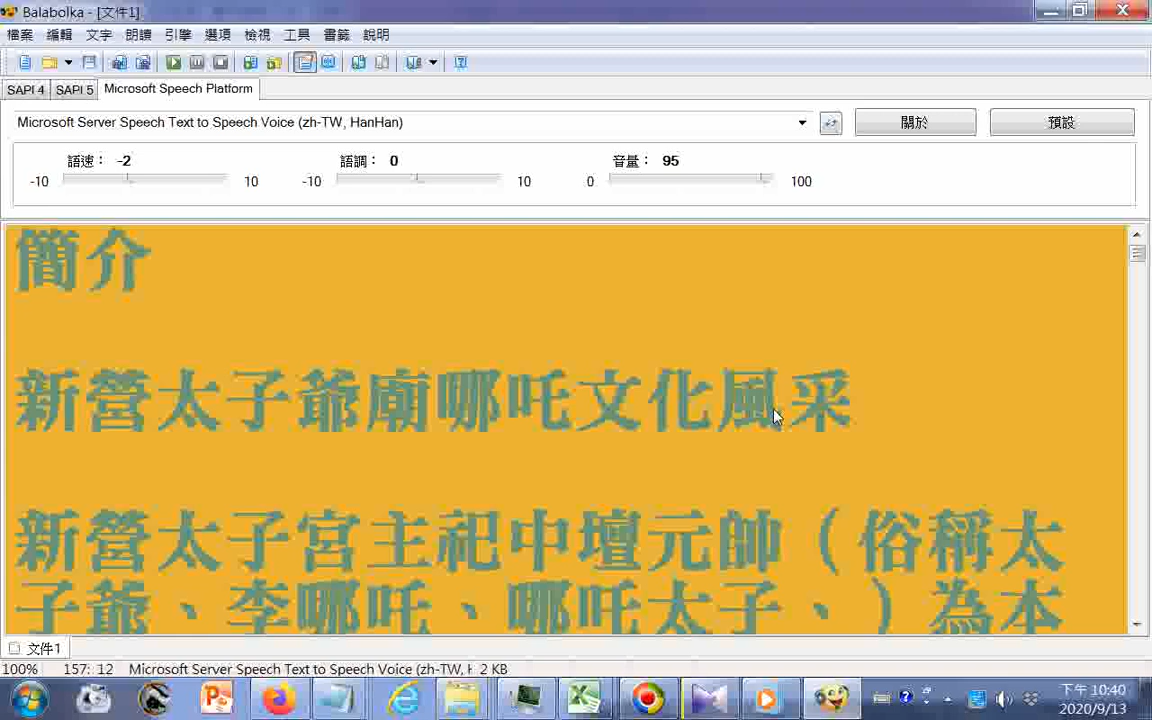 Balabolka - [文件1]
檔案 編輯 文字 朗讀 引擎 選項 檢視 工具 書籤 說明
SAPI 4 SAPI 5 Microsoft Speech Platform
Microsoft Server Speech Text to Speech Voice (zh-TW, HanHan) 關於 預設
語速： -2 語調： 0 音量： 95
-10 10 -10 10 0 100
簡介
新營太子爺廟哪吒文化風采
新營太子宮主祀中壇元帥（俗稱太
子爺、李哪吒、哪吒太子、）為本
文件1
100% 157: 12 Microsoft Server Speech Text to Speech Voice (zh-TW, H 2 KB
下午 10:40
2020/9/13